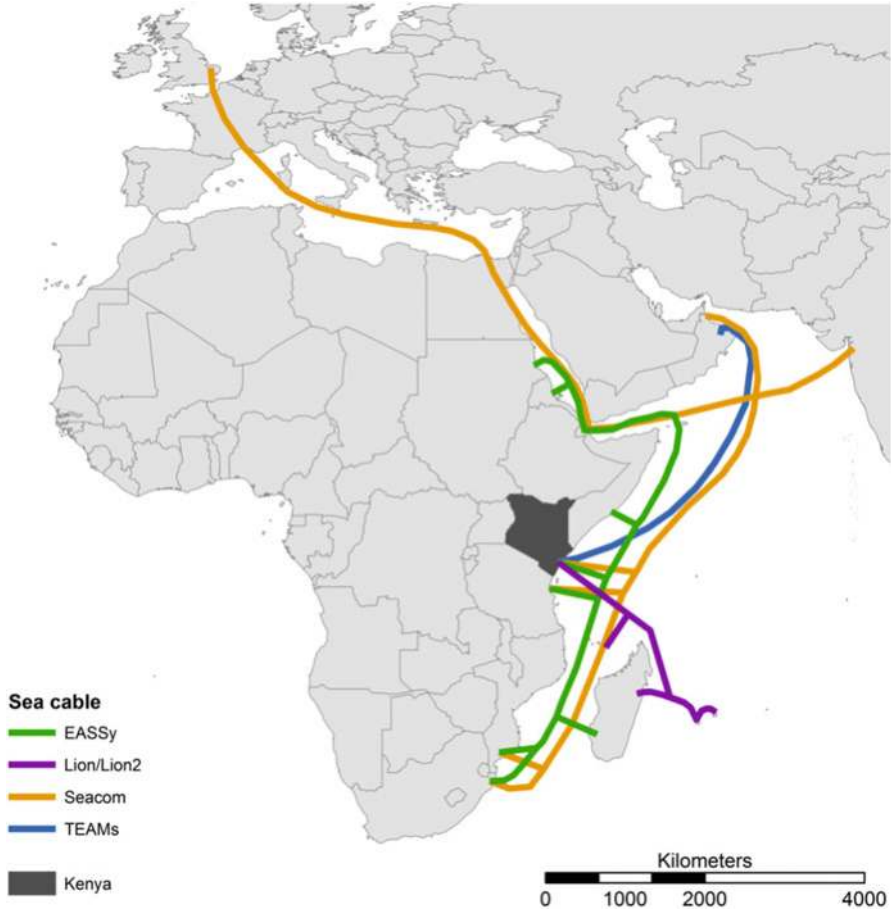 Sea cable
EASSy
Lion/Lion2
Seacom
TEAMs
Kenya
Kilometers
0 1000 2000 4000